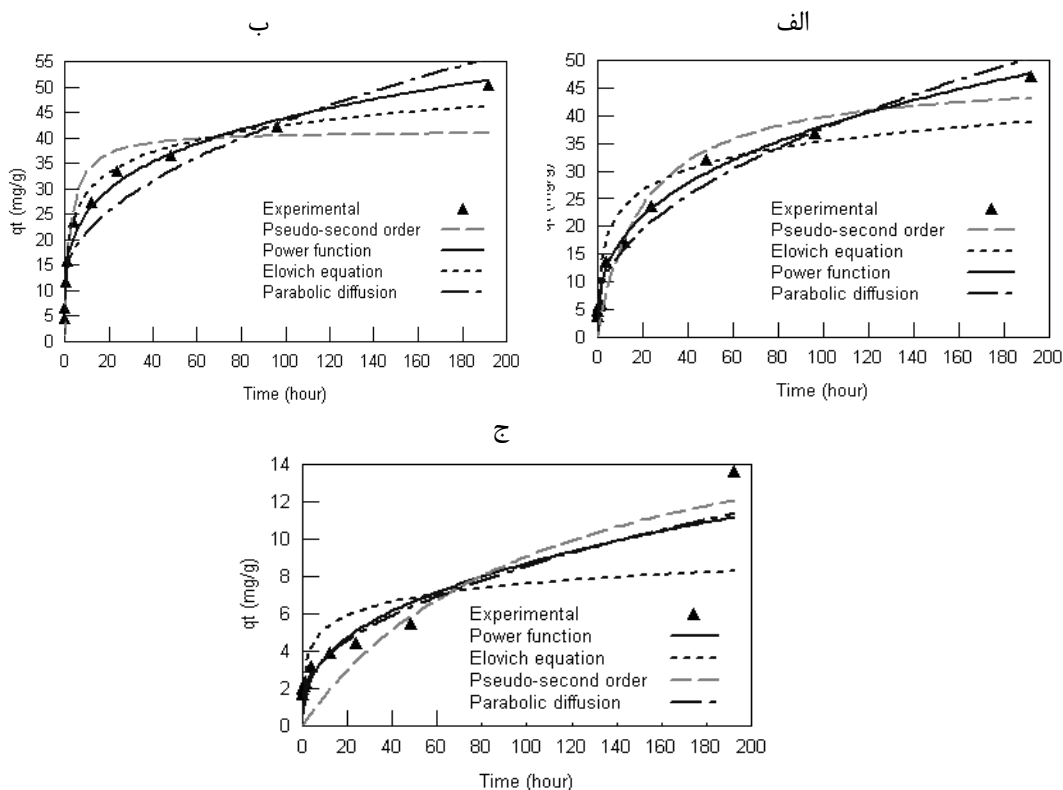 ب
الف
55
50
45
40
35
30
25
20
15
10
5
0
qt (mg/g)
Experimental
Pseudo-second order
Power function
Elovich equation
Parabolic diffusion
0 20 40 60 80 100 120 140 160 180 200
Time (hour)
50
45
40
35
30
25
20
15
10
5
0
qt (mg/g)
Experimental
Pseudo-second order
Elovich equation
Power function
Parabolic diffusion
0 20 40 60 80 100 120 140 160 180 200
Time (hour)
ج
14
12
10
8
6
4
2
0
qt (mg/g)
Experimental
Power function
Elovich equation
Pseudo-second order
Parabolic diffusion
0 20 40 60 80 100 120 140 160 180 200
Time (hour)